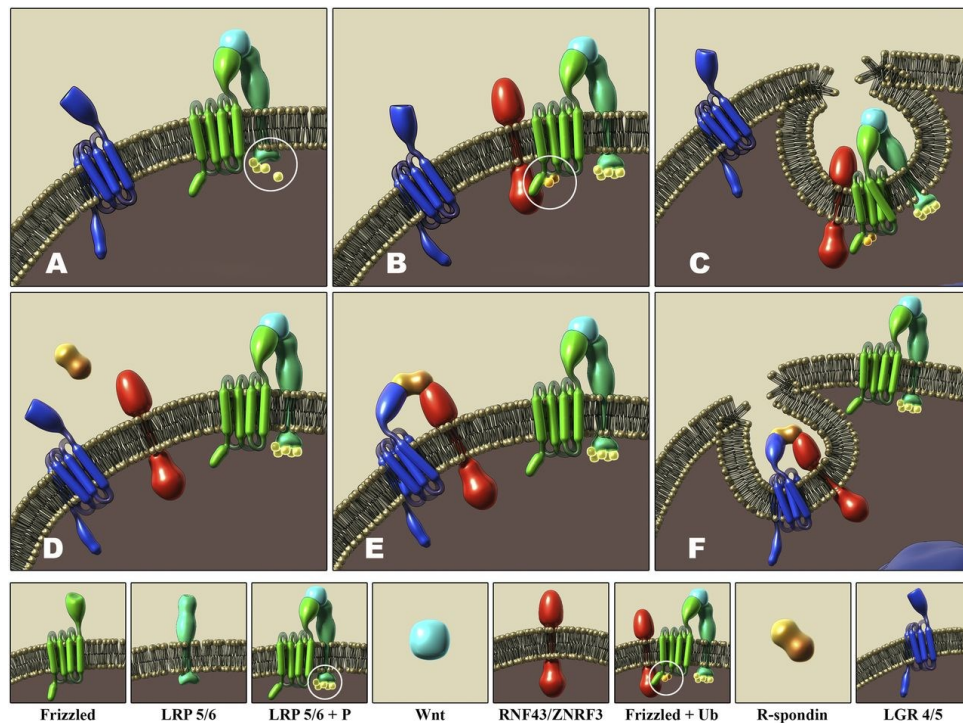 A
B
C
D
E
F
Frizzled
LRP 5/6
LRP 5/6 + P
Wnt
RNF43/ZNRF3
Frizzled + Ub
R-spondin
LGR 4/5